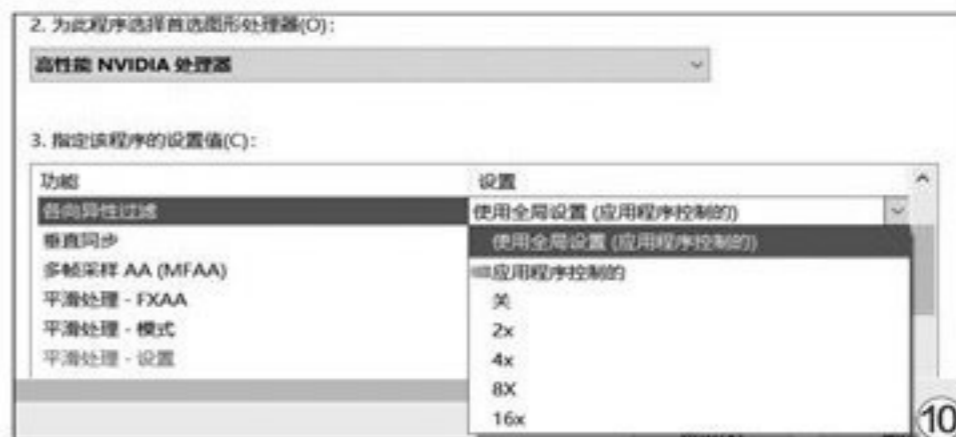 2. 为此程序选择首选图形处理器(O):
高性能 NVIDIA 处理器
3. 指定该程序的设置值(C):
功能 设置
各向异性过滤 使用全局设置 (应用程序控制的)
垂直同步 使用全局设置 (应用程序控制的)
多帧采样 AA (MFAA) 应用程序控制的
平滑处理 - FXAA 关
平滑处理 - 模式 2x
平滑处理 - 设置 4x
8X
16x
10